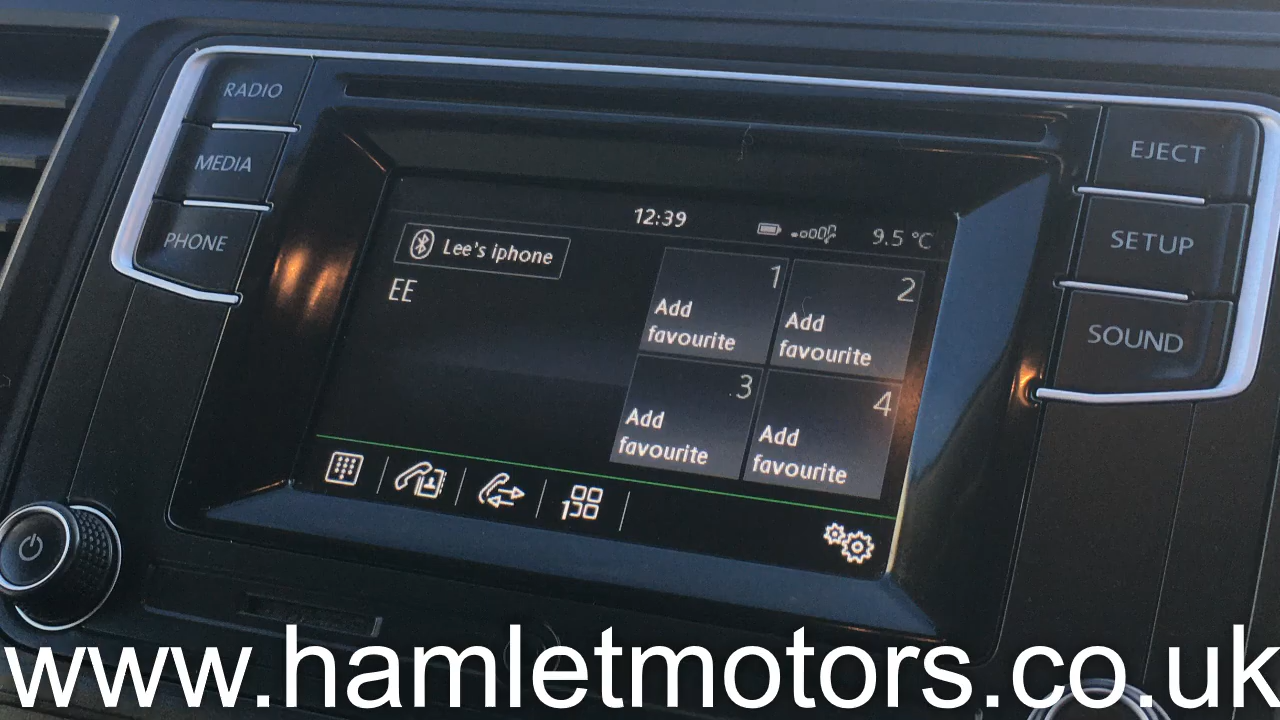 RADIO
MEDIA
PHONE
EJECT
SETUP
SOUND
12:39
9.5 °C
Lee's iphone
EE
1
Add
favourite
2
Add
favourite
3
Add
favourite
4
Add
favourite
1
www.hamletmotors.co.uk